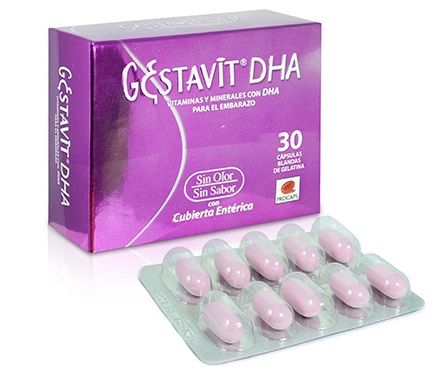 GESTAVIT® DHA
VITAMINAS Y MINERALES CON DHA
PARA EL EMBARAZO
30
CÁPSULAS
BLANDAS
DE GELATINA
Sin Olor
Sin Sabor
con
Cubierta Entérica
PROCAPS
GESTAVIT DHA